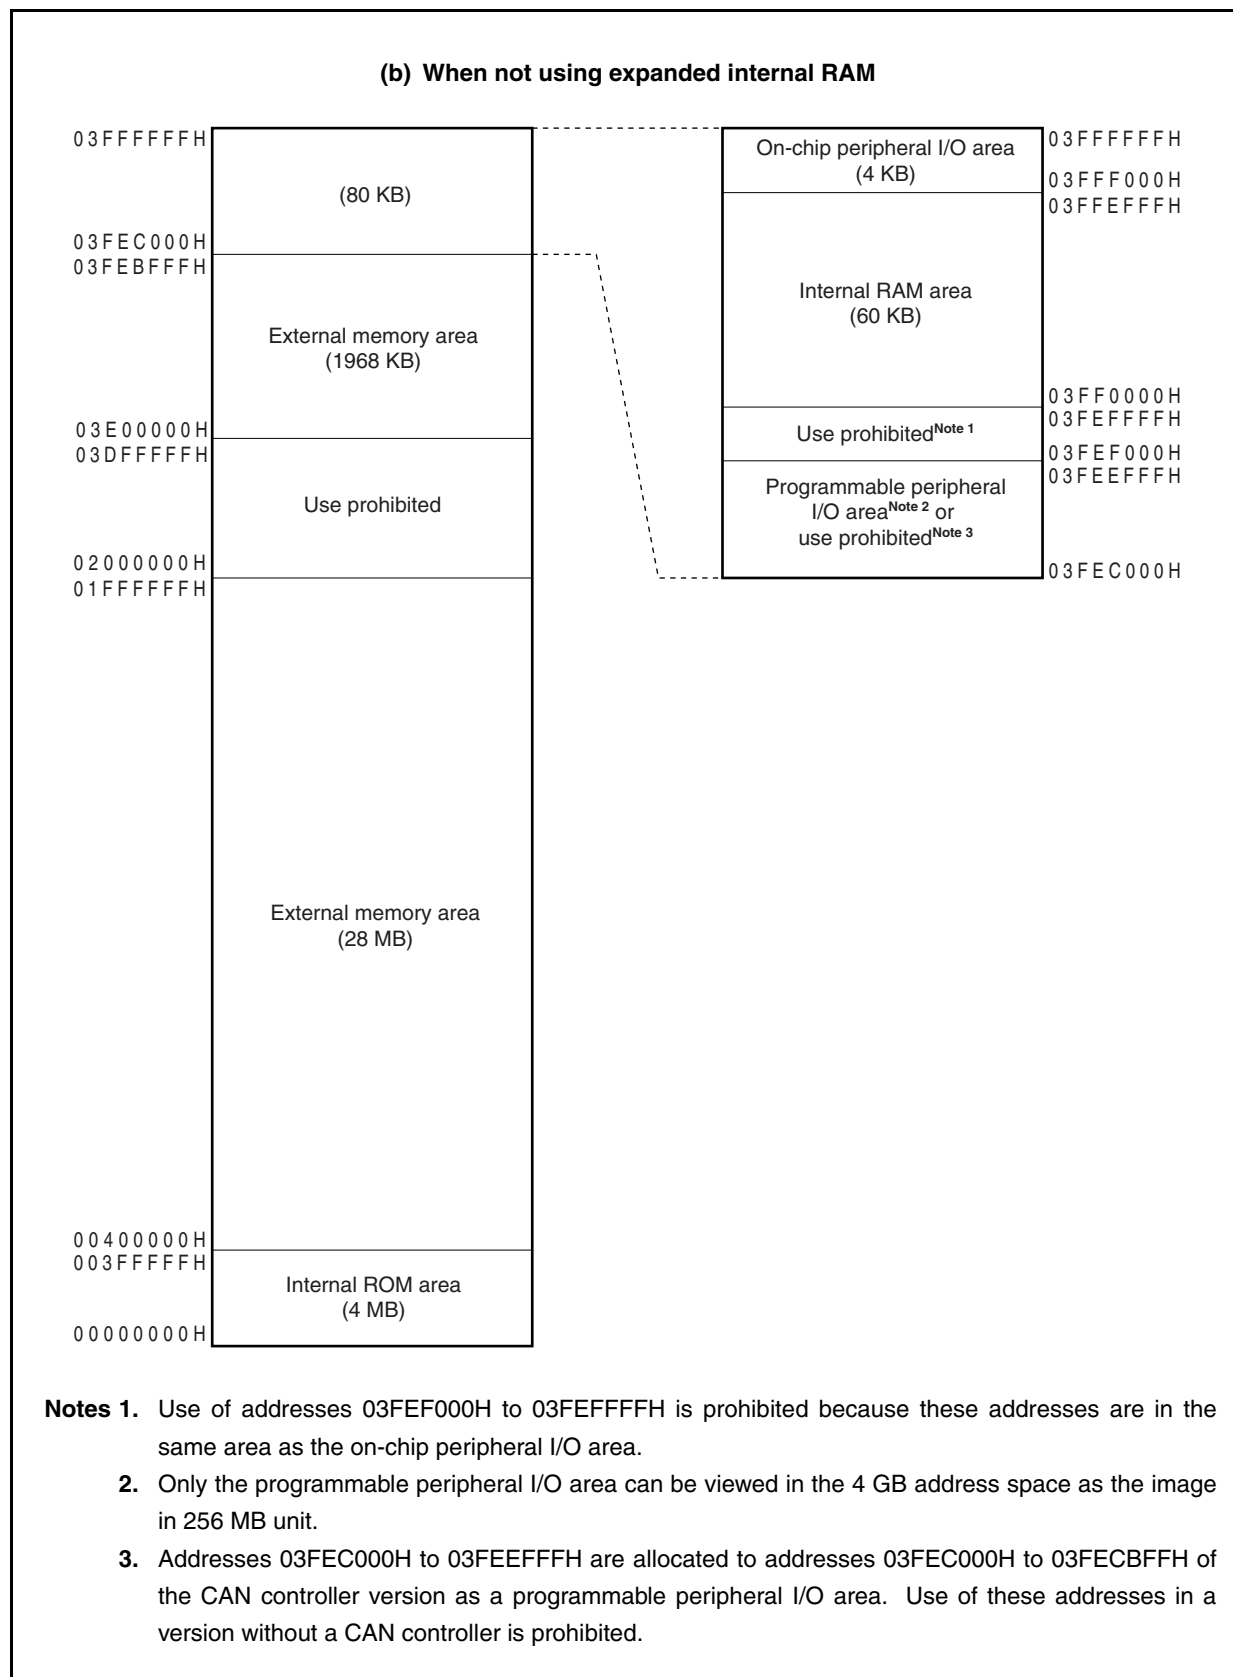 (b) When not using expanded internal RAM
03FFFFFFH
(80 KB)
03FEC000H
03FEBFFFH
External memory area
(1968 KB)
03E00000H
03DFFFFFH
Use prohibited
02000000H
01FFFFFFH
External memory area
(28 MB)
00400000H
003FFFFFH
Internal ROM area
(4 MB)
00000000H
On-chip peripheral I/O area
(4 KB)
03FFFFFFH
03FFF000H
03FFEFFFH
Internal RAM area
(60 KB)
03FF0000H
03FEFFFFH
Use prohibitedNote 1
03FEF000H
03FEEFFFH
Programmable peripheral
I/O areaNote 2 or
use prohibitedNote 3
03FEC000H
Notes 1. Use of addresses 03FEF000H to 03FEFFFFH is prohibited because these addresses are in the
same area as the on-chip peripheral I/O area.
2. Only the programmable peripheral I/O area can be viewed in the 4 GB address space as the image
in 256 MB unit.
3. Addresses 03FEC000H to 03FEEFFFH are allocated to addresses 03FEC000H to 03FECBFFH of
the CAN controller version as a programmable peripheral I/O area. Use of these addresses in a
version without a CAN controller is prohibited.